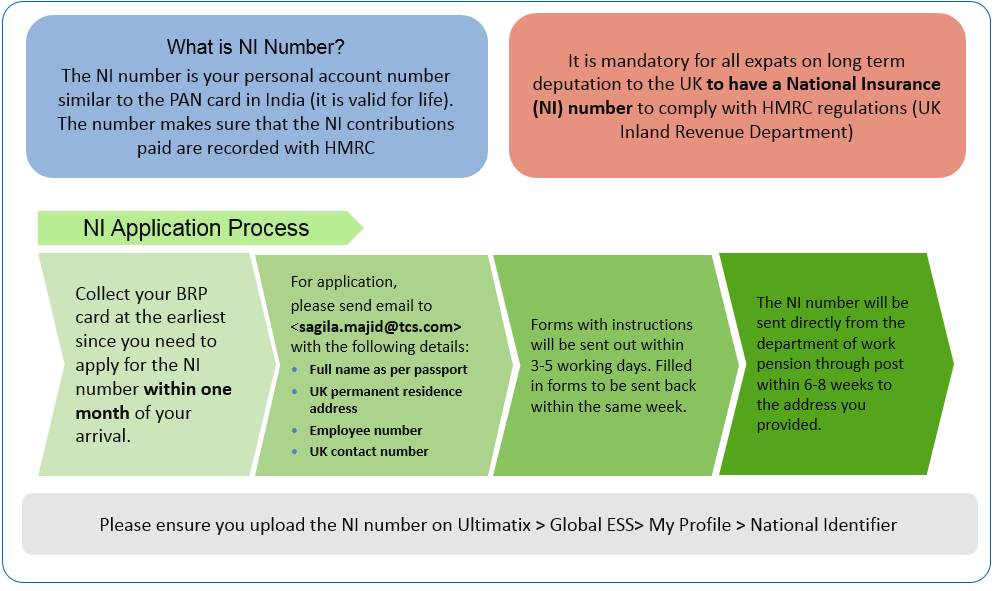 What is NI Number?
The NI number is your personal account number
similar to the PAN card in India (it is valid for life).
The number makes sure that the NI contributions
paid are recorded with HMRC
It is mandatory for all expats on long term
deputation to the UK to have a National Insurance
(NI) number to comply with HMRC regulations (UK
Inland Revenue Department)
NI Application Process
Collect your BRP
card at the earliest
since you need to
apply for the NI
number within one
month of your
arrival.
For application,
please send email to
<sagila.majid@tcs.com>
with the following details:
• Full name as per passport
• UK permanent residence
address
• Employee number
• UK contact number
Forms with instructions
will be sent out within
3-5 working days. Filled
in forms to be sent back
within the same week.
The NI number will be
sent directly from the
department of work
pension through post
within 6-8 weeks to
the address you
provided.
Please ensure you upload the NI number on Ultimatix > Global ESS> My Profile > National Identifier